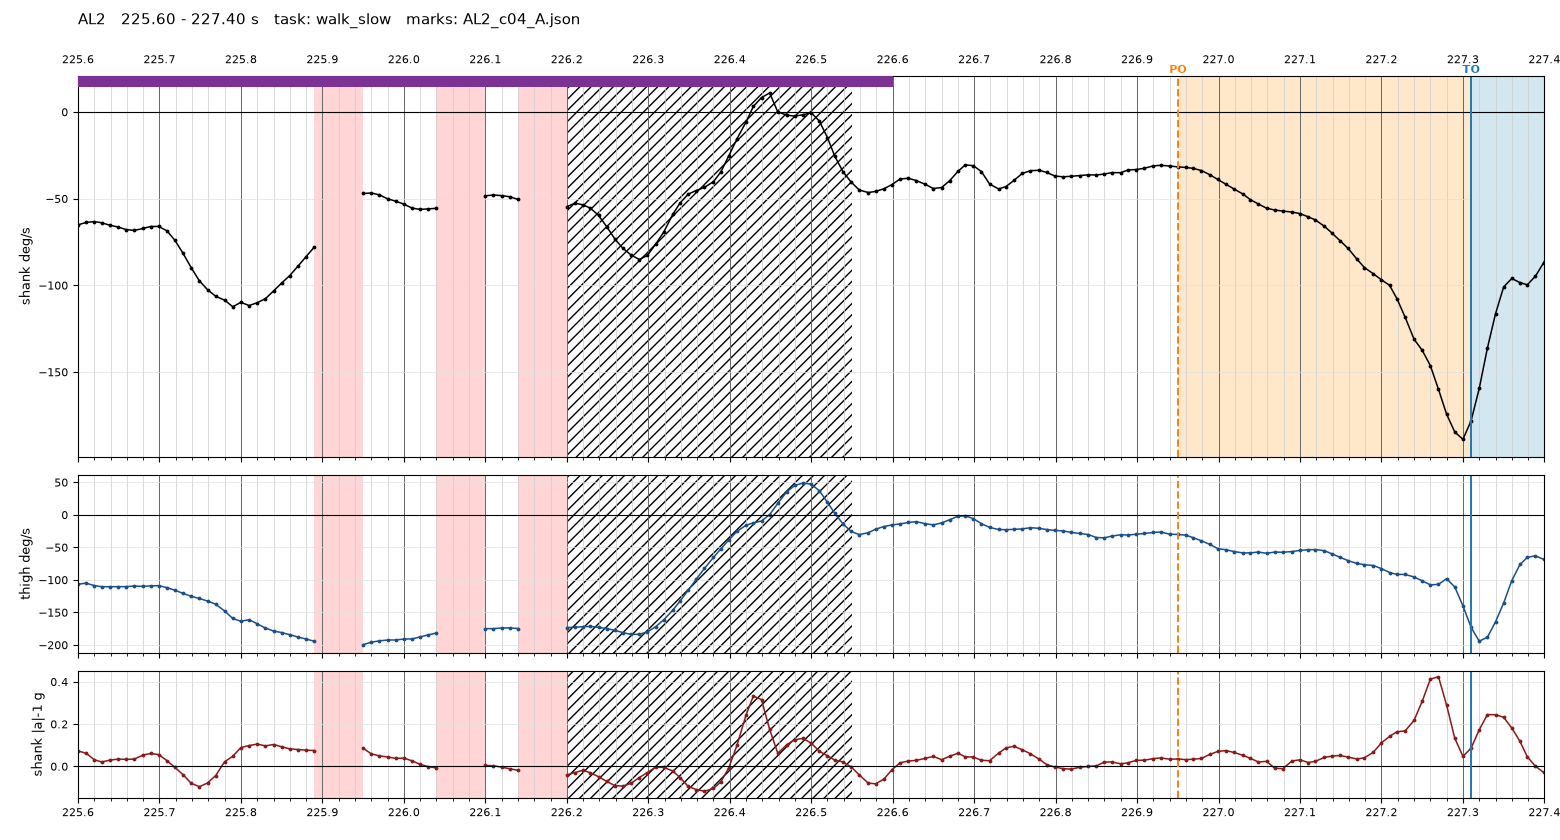 AL2   225.60 - 227.40 s   task: walk_slow   marks: AL2_c04_A.json
225.6 225.7 225.8 225.9 226.0 226.1 226.2 226.3 226.4 226.5 226.6 226.7 226.8 226.9 227.0 227.1 227.2 227.3 227.4
PO TO
0
−50
−100
−150
shank deg/s
50
0
−50
−100
−150
−200
thigh deg/s
0.4
0.2
0.0
shank |a|-1 g
225.6 225.7 225.8 225.9 226.0 226.1 226.2 226.3 226.4 226.5 226.6 226.7 226.8 226.9 227.0 227.1 227.2 227.3 227.4